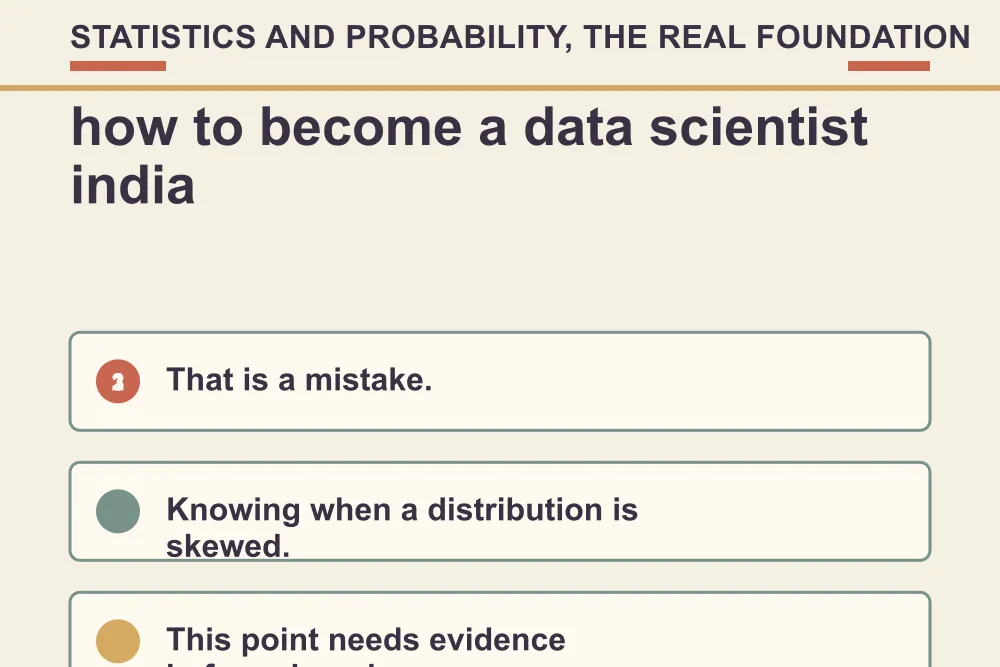 STATISTICS AND PROBABILITY, THE REAL FOUNDATION
how to become a data scientist
india
That is a mistake.
Knowing when a distribution is
skewed.
This point needs evidence